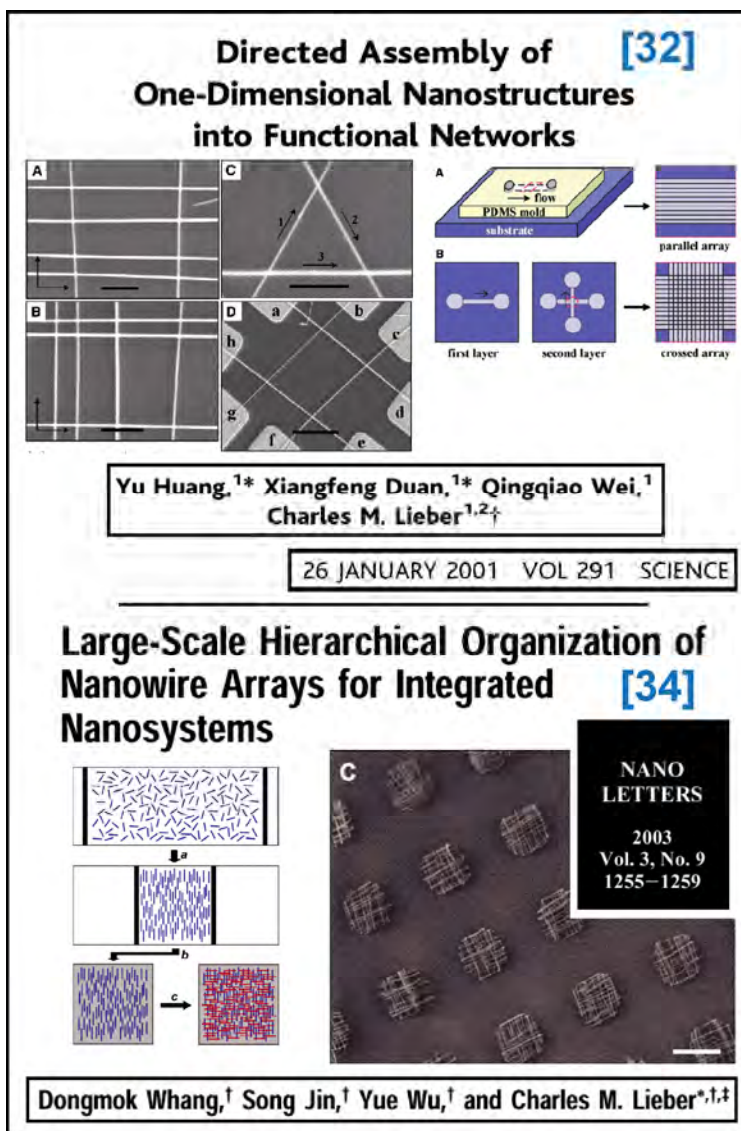 Directed Assembly of [32]
One-Dimensional Nanostructures
into Functional Networks
A
B
C
1
2
3
D
a
b
c
d
e
f
g
h
A
flow
PDMS mold
substrate
parallel array
B
first layer
second layer
crossed array
Yu Huang,¹* Xiangfeng Duan,¹* Qingqiao Wei,¹
Charles M. Lieber¹,²†
26 JANUARY 2001 VOL 291 SCIENCE
Large-Scale Hierarchical Organization of
Nanowire Arrays for Integrated [34]
Nanosystems
a
b
c
C
NANO
LETTERS
2003
Vol. 3, No. 9
1255–1259
Dongmok Whang,† Song Jin,† Yue Wu,† and Charles M. Lieber*,†,‡